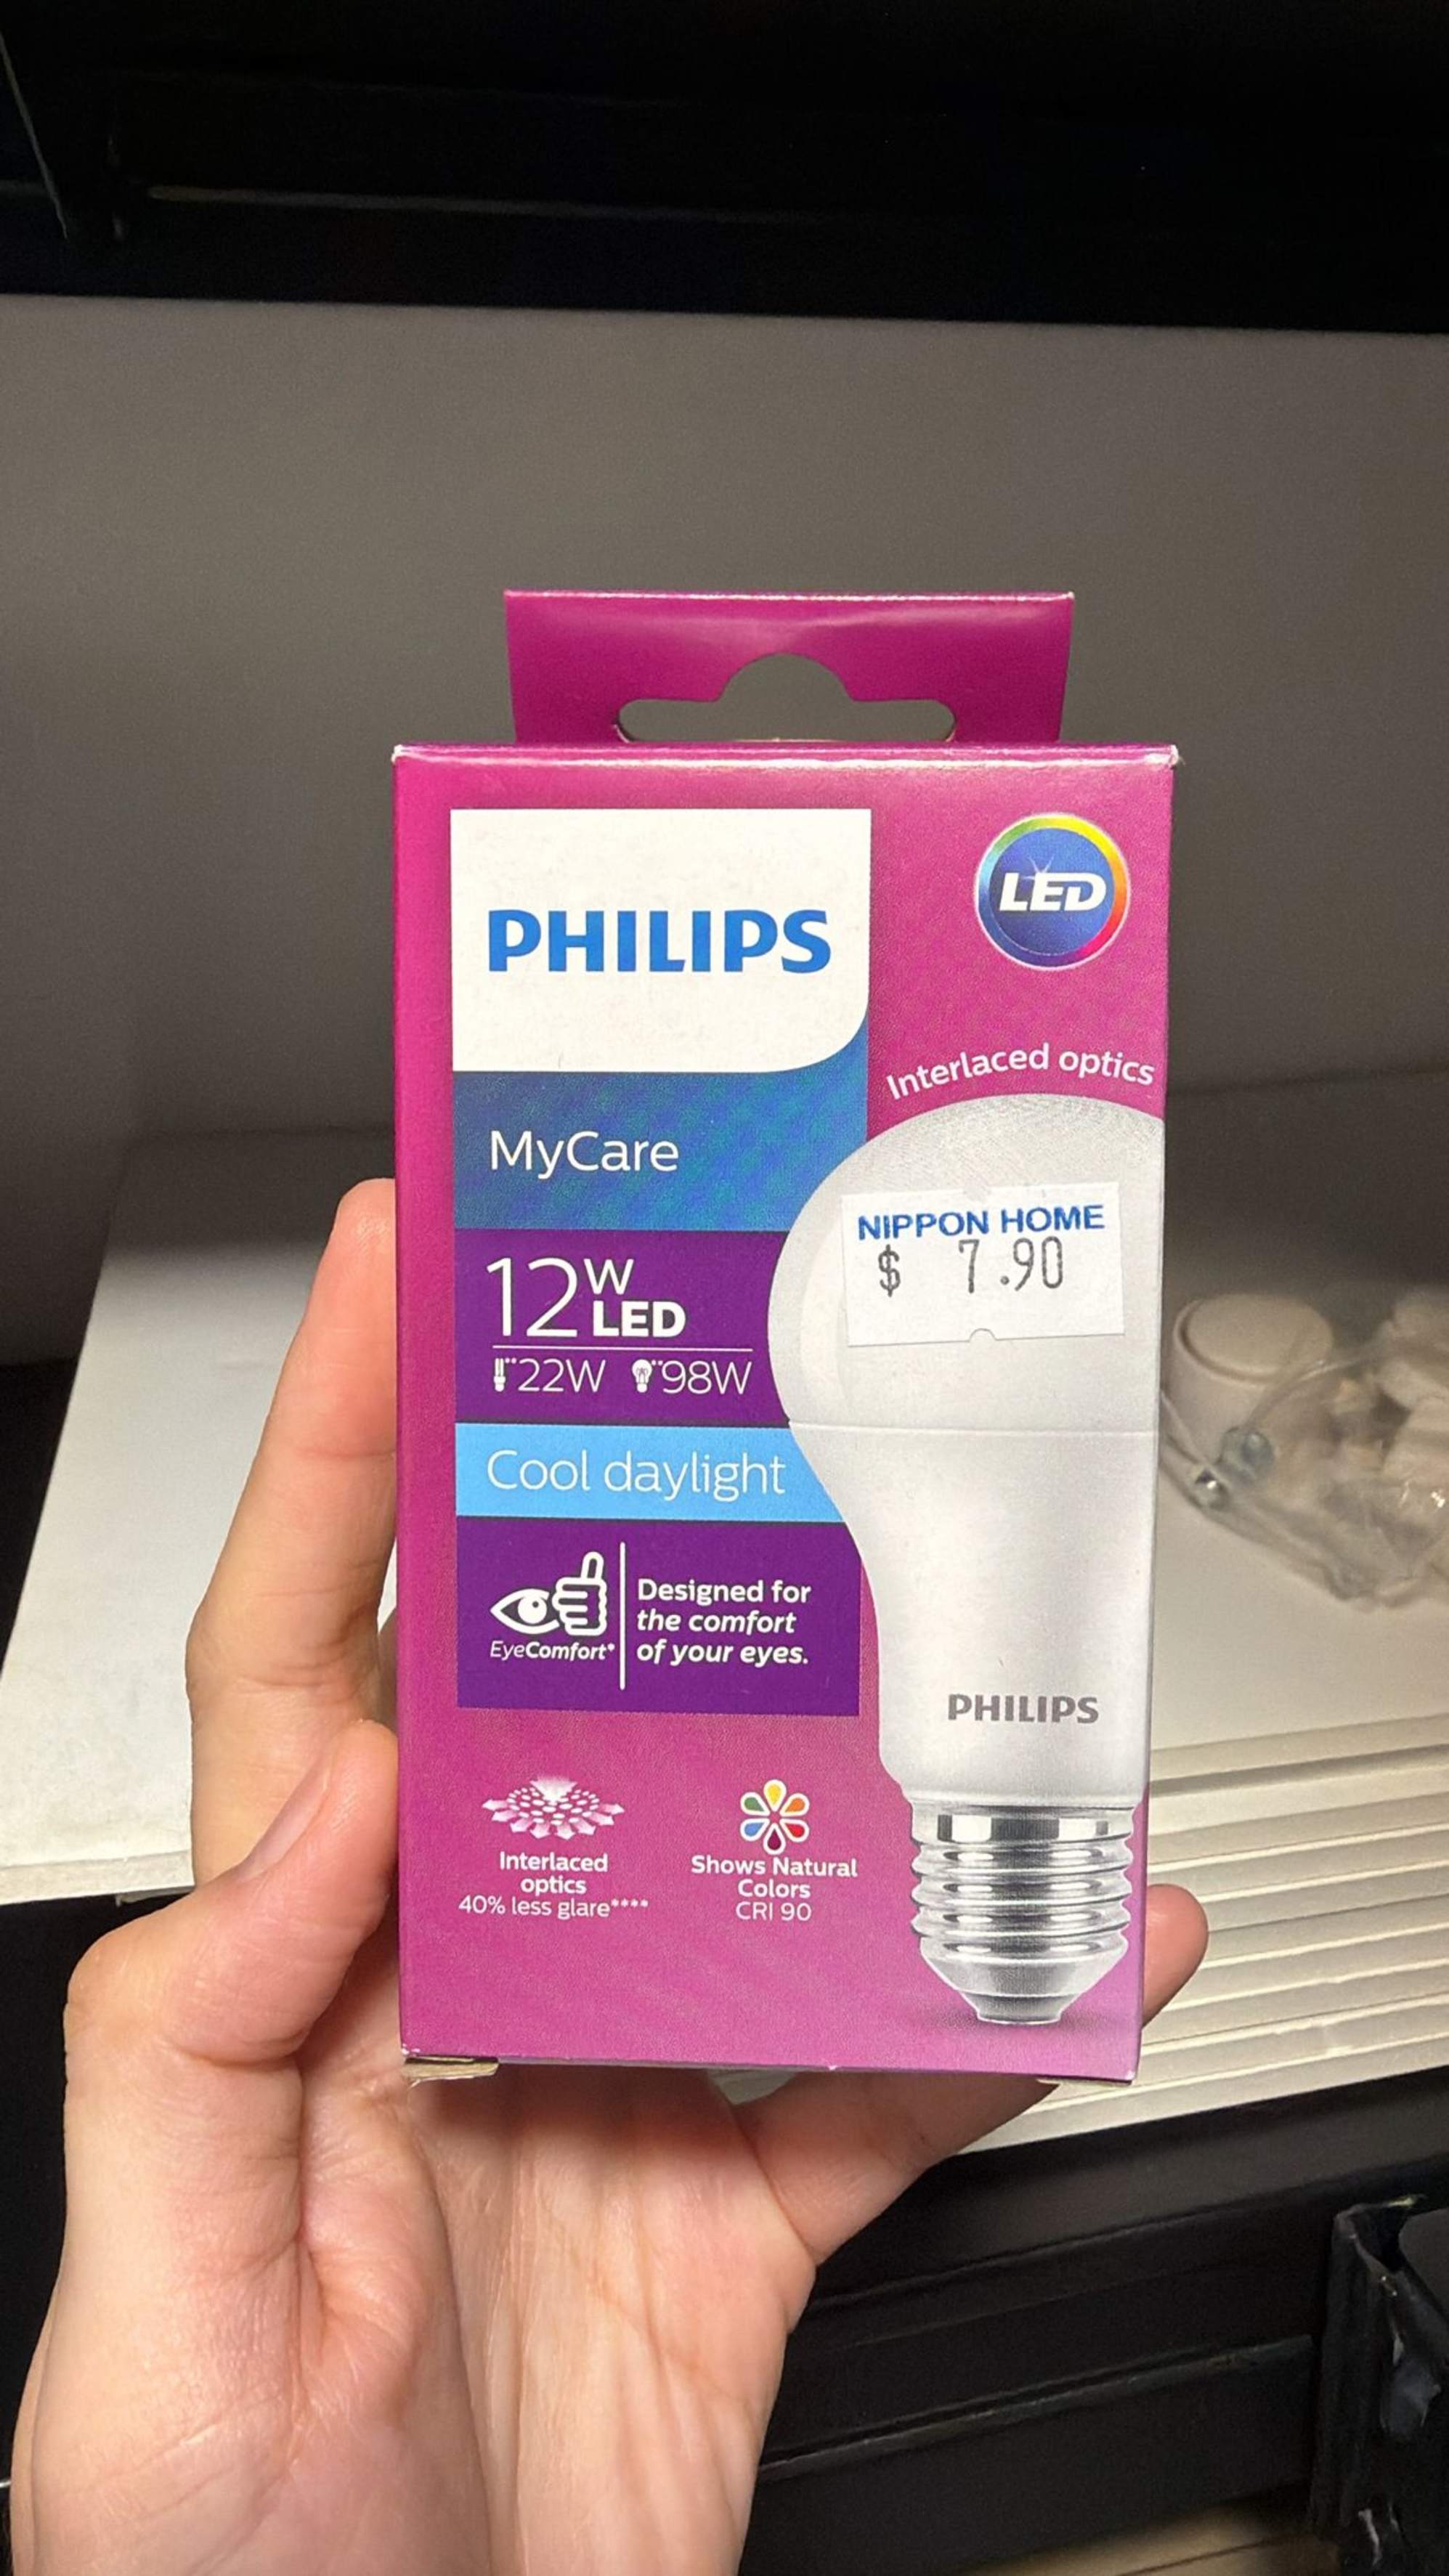 PHILIPS
LED
Interlaced optics
MyCare
NIPPON HOME
$ 7.90
12W
LED
22W 98W
Cool daylight
EyeComfort*
Designed for
the comfort
of your eyes.
PHILIPS
Interlaced
optics
40% less glare****
Shows Natural
Colors
CRI 90